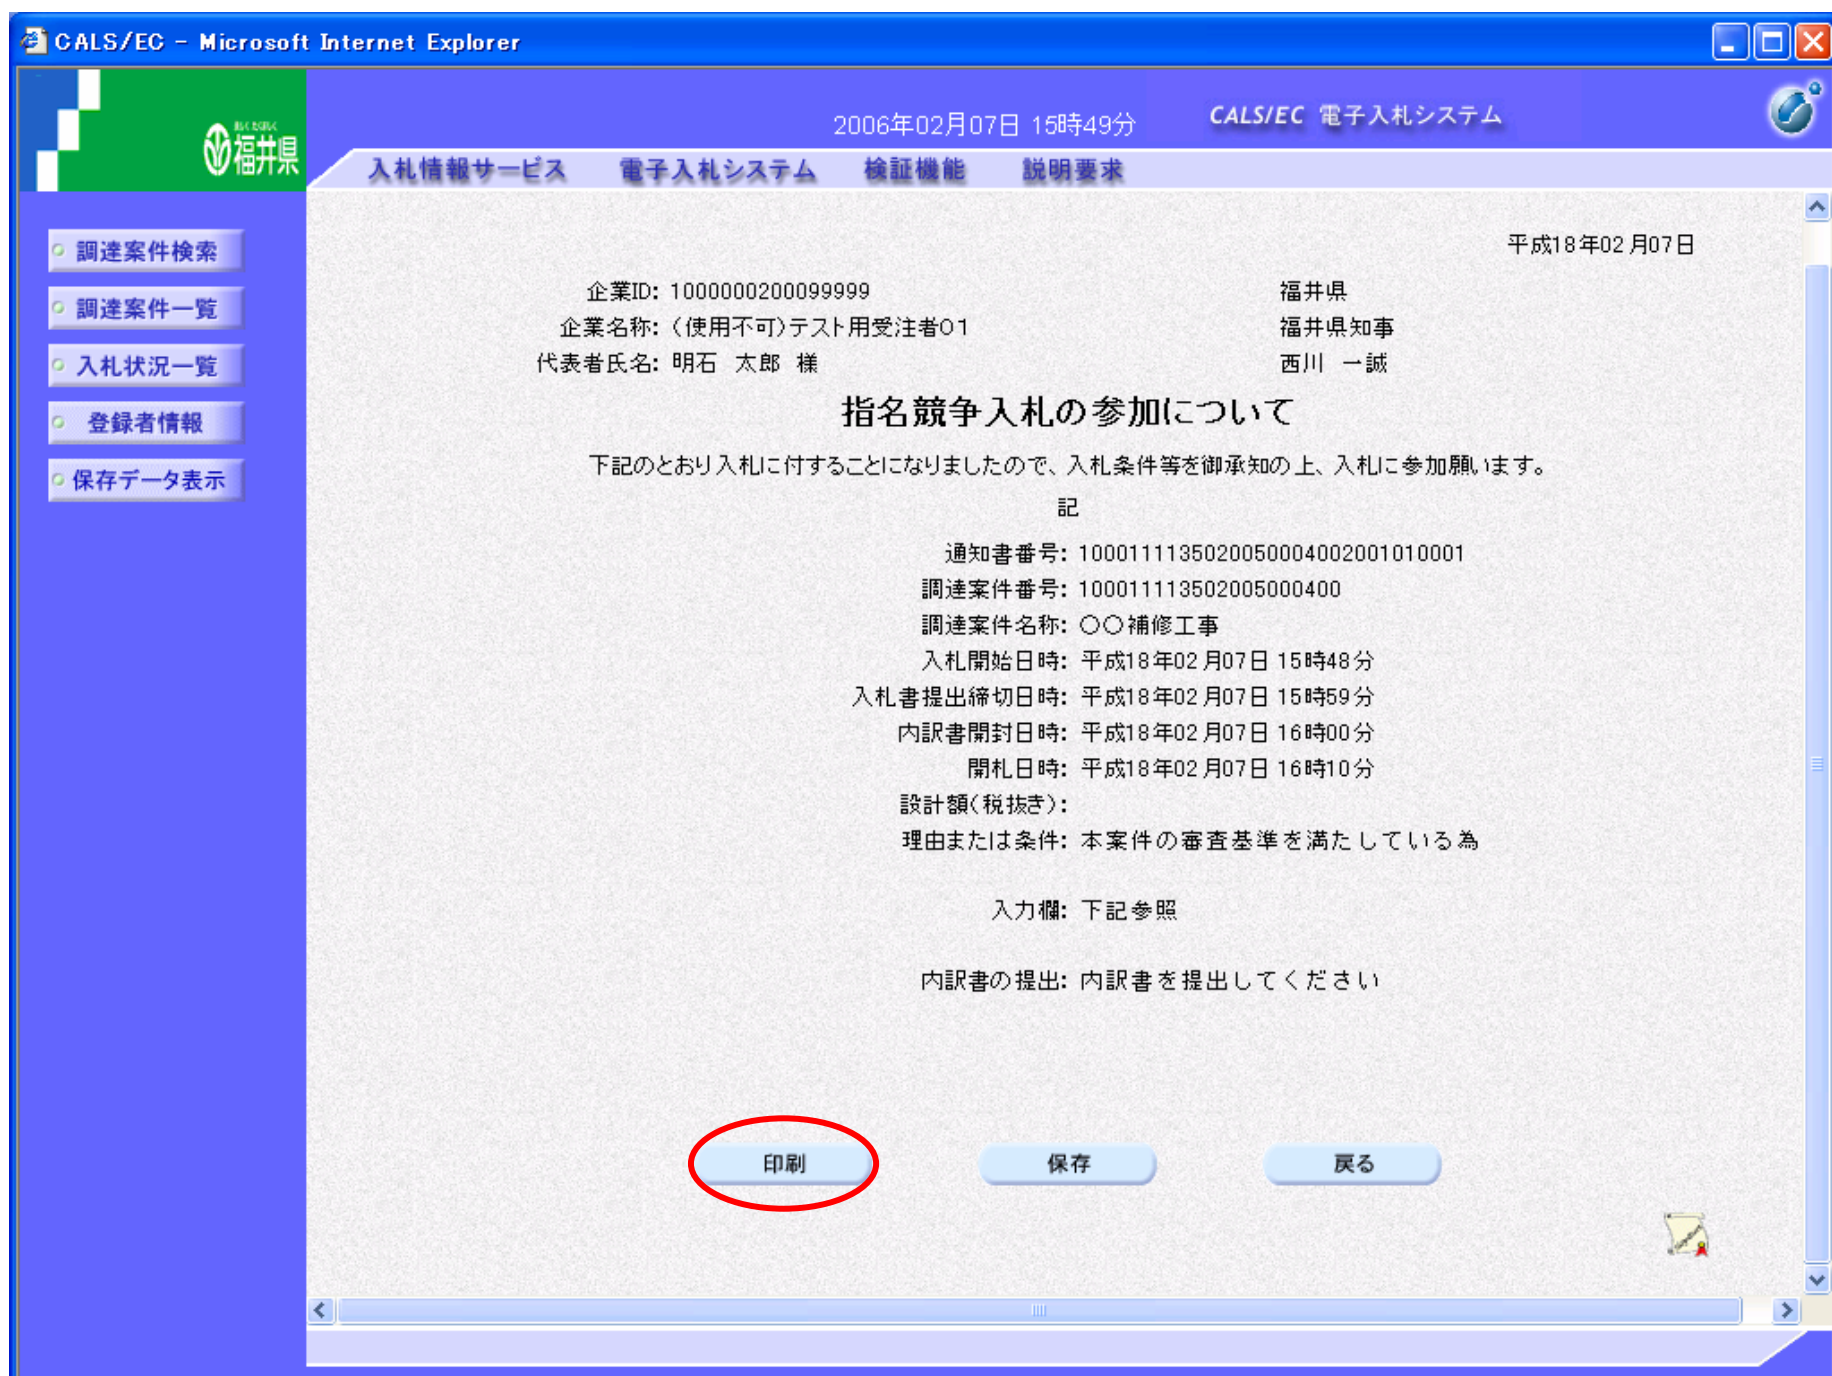 CALS/EC - Microsoft Internet Explorer
福井県
2006年02月07日 15時49分
CALS/EC 電子入札システム
入札情報サービス 電子入札システム 検証機能 説明要求
調達案件検索
調達案件一覧
入札状況一覧
登録者情報
保存データ表示
平成18年02月07日
企業ID: 1000000200099999
福井県
企業名称: (使用不可)テスト用受注者01
福井県知事
代表者氏名: 明石 太郎 様
西川 一誠
指名競争入札の参加について
下記のとおり入札に付することになりましたので、入札条件等を御承知の上、入札に参加願います。
記
通知書番号: 1000111135020050004002001010001
調達案件番号: 100011113502005000400
調達案件名称: 〇〇補修工事
入札開始日時: 平成18年02月07日 15時48分
入札書提出締切日時: 平成18年02月07日 15時59分
内訳書開封日時: 平成18年02月07日 16時00分
開札日時: 平成18年02月07日 16時10分
設計額(税抜き):
理由または条件: 本案件の審査基準を満たしている為
入力欄: 下記参照
内訳書の提出: 内訳書を提出してください
印刷 保存 戻る